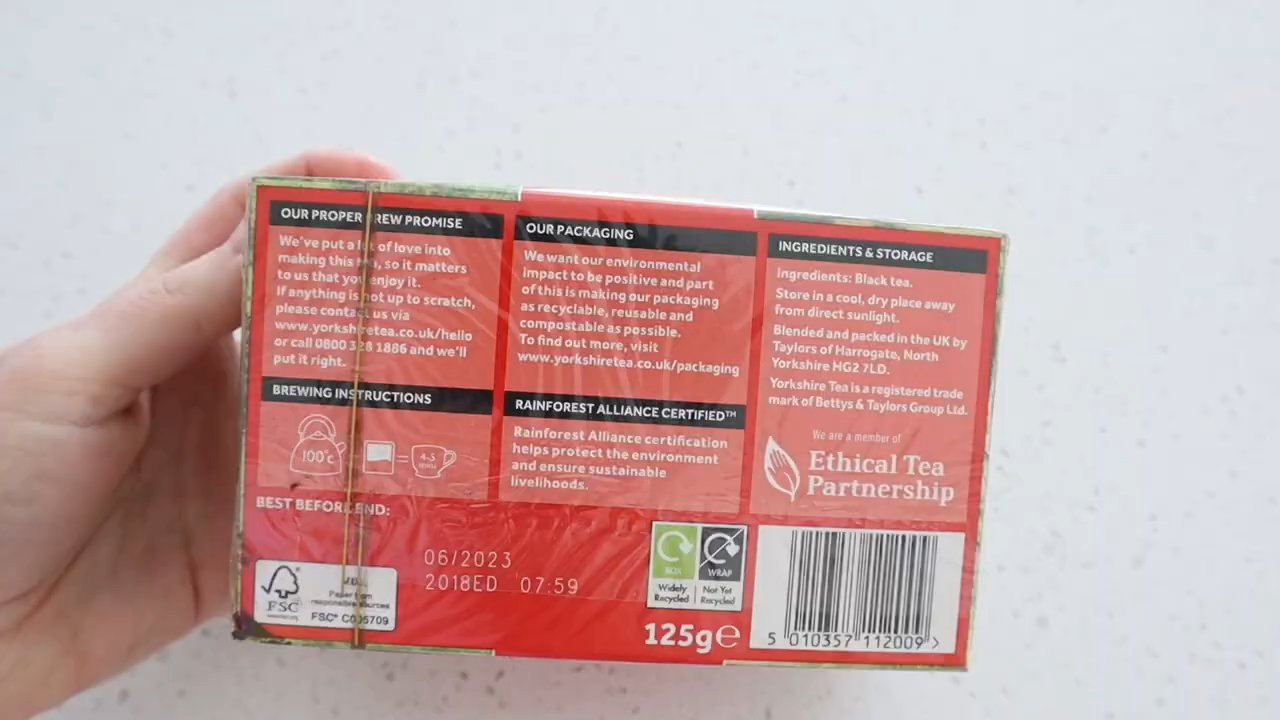 OUR PROPER BREW PROMISE
We've put a lot of love into
making this tea, so it matters
to us that you enjoy it.
If anything is not up to scratch,
please contact us via
www.yorkshiretea.co.uk/hello
or call 0800 328 1886 and we'll
put it right.
BREWING INSTRUCTIONS
100°c
=
4-5
MINS
OUR PACKAGING
We want our environmental
impact to be positive and part
of this is making our packaging
as recyclable, reusable and
compostable as possible.
To find out more, visit
www.yorkshiretea.co.uk/packaging
RAINFOREST ALLIANCE CERTIFIED™
Rainforest Alliance certification
helps protect the environment
and ensure sustainable
livelihoods.
INGREDIENTS & STORAGE
Ingredients: Black tea.
Store in a cool, dry place away
from direct sunlight.
Blended and packed in the UK by
Taylors of Harrogate, North
Yorkshire HG2 7LD.
Yorkshire Tea is a registered trade
mark of Bettys & Taylors Group Ltd.
We are a member of
Ethical Tea
Partnership
BEST BEFORE END:
06/2023
2018ED 07:59
FSC
MIX
Paper from
responsible sources
FSC®
BOX
Widely
Recycled
WRAP
Not Yet
Recycled
125g℮
5 010357 112009 >